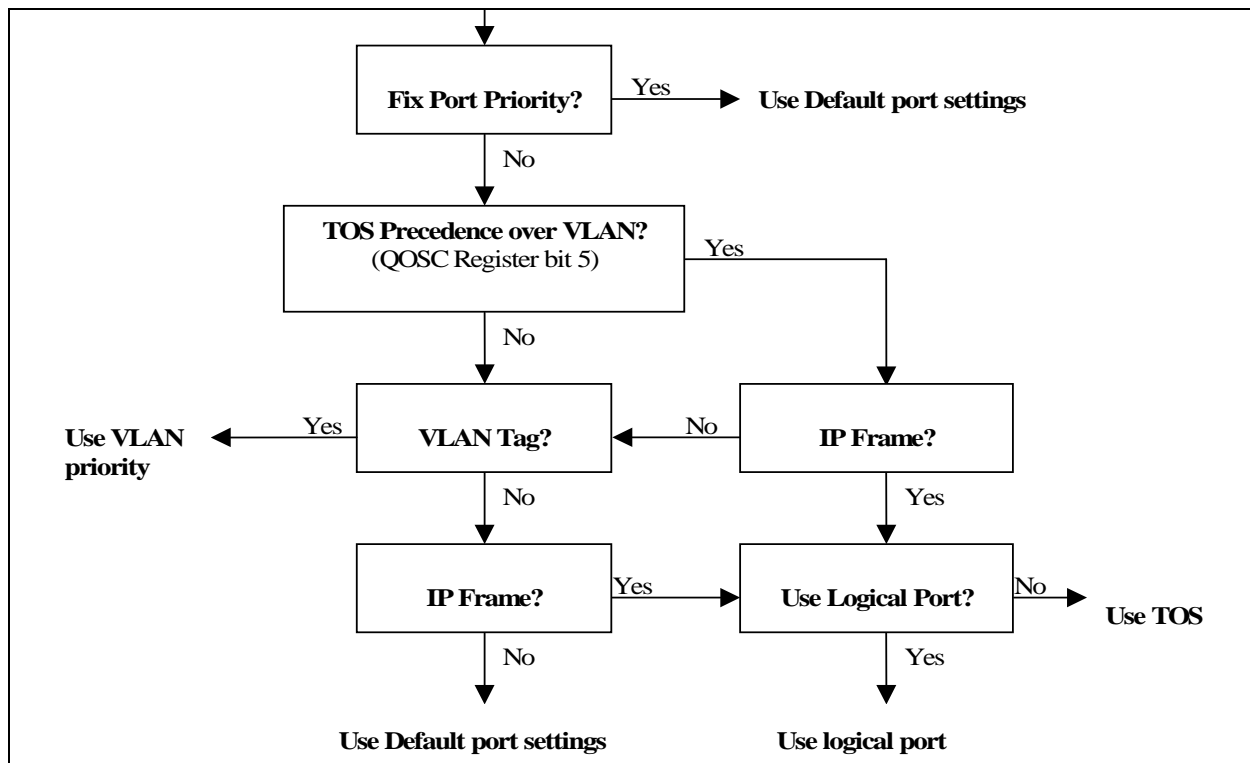 Fix Port Priority?
Yes
Use Default port settings
No
TOS Precedence over VLAN?
(QOSC Register bit 5)
Yes
No
Use VLAN
priority
Yes
VLAN Tag?
No
IP Frame?
No
Yes
IP Frame?
Yes
Use Logical Port?
No
Use TOS
No
Yes
Use Default port settings
Use logical port